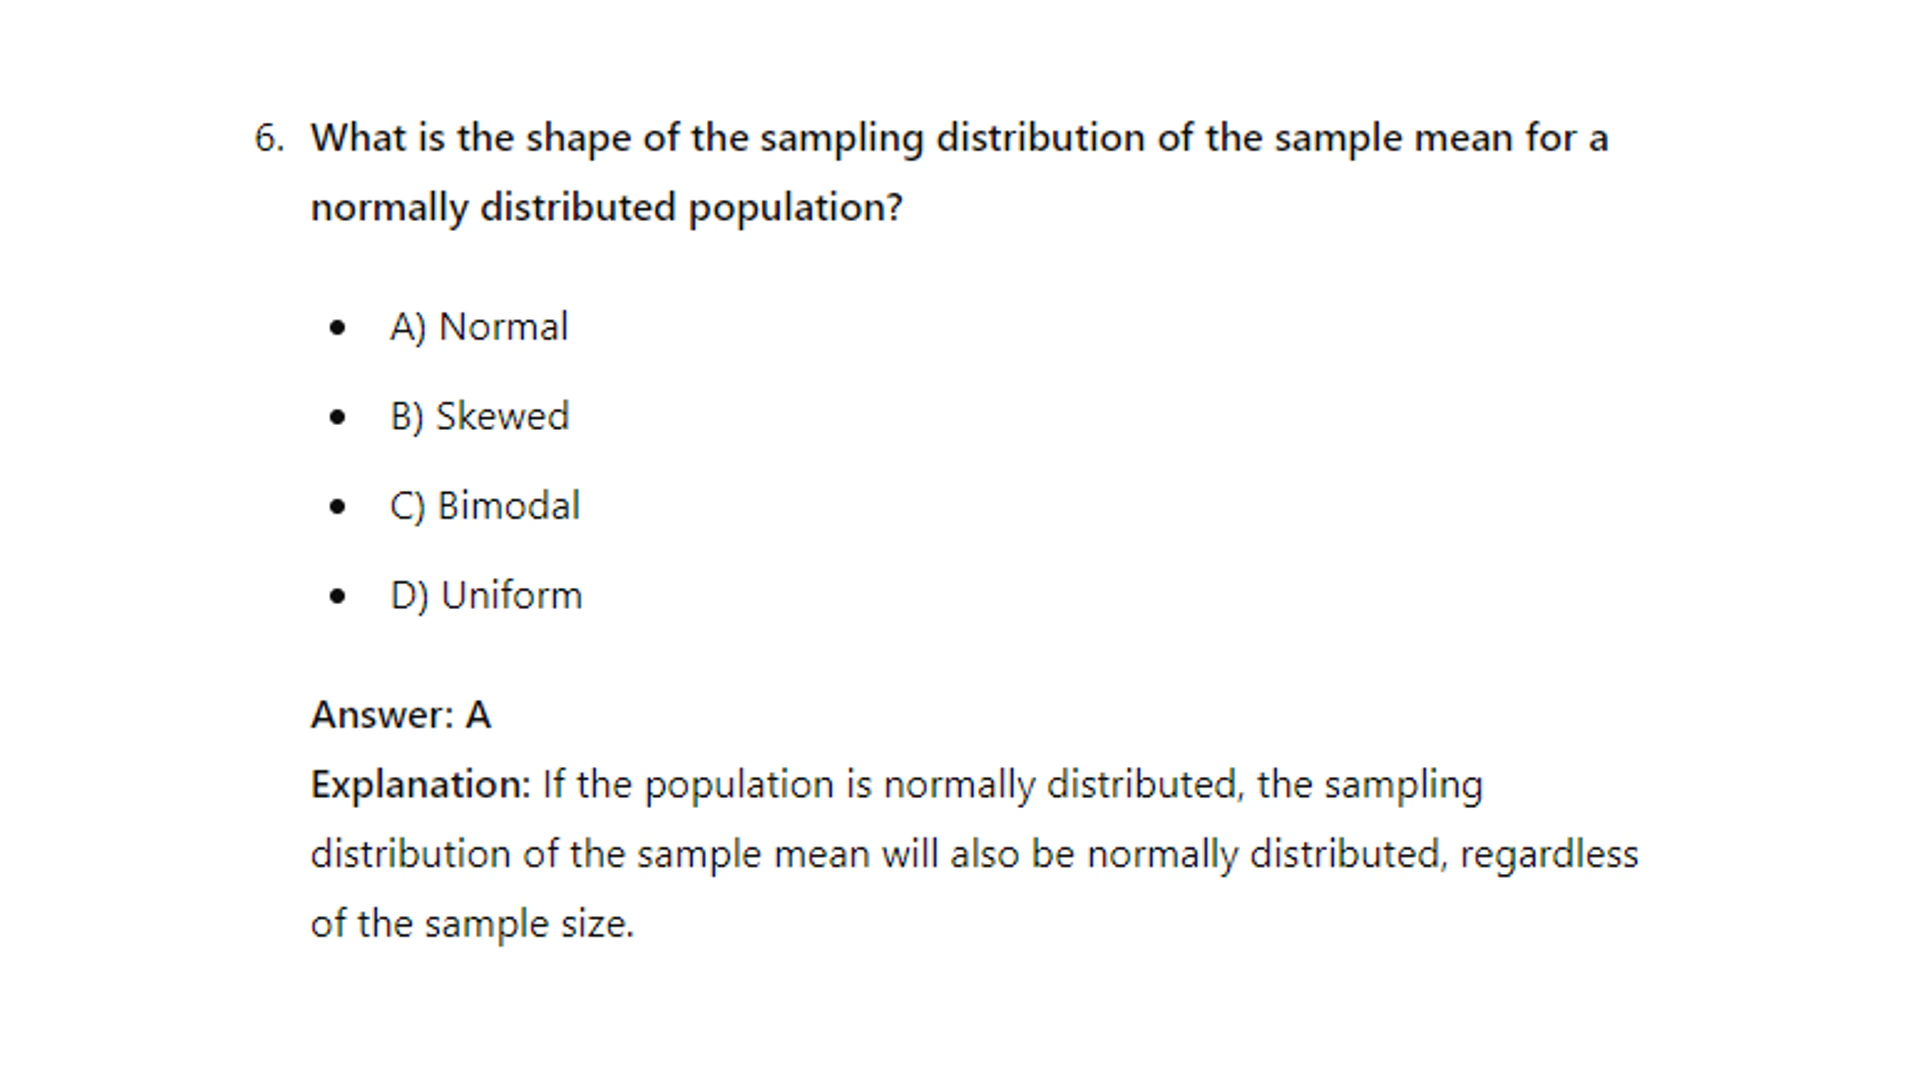 6. What is the shape of the sampling distribution of the sample mean for a
normally distributed population?
• A) Normal
• B) Skewed
• C) Bimodal
• D) Uniform
Answer: A
Explanation: If the population is normally distributed, the sampling
distribution of the sample mean will also be normally distributed, regardless
of the sample size.